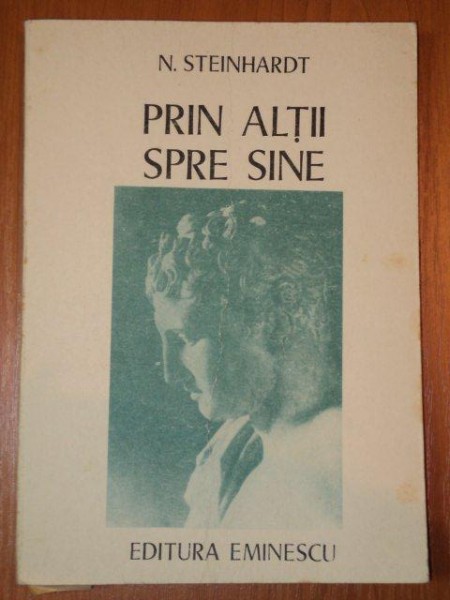 N. STEINHARDT
PRIN ALȚII
SPRE SINE
EDITURA EMINESCU